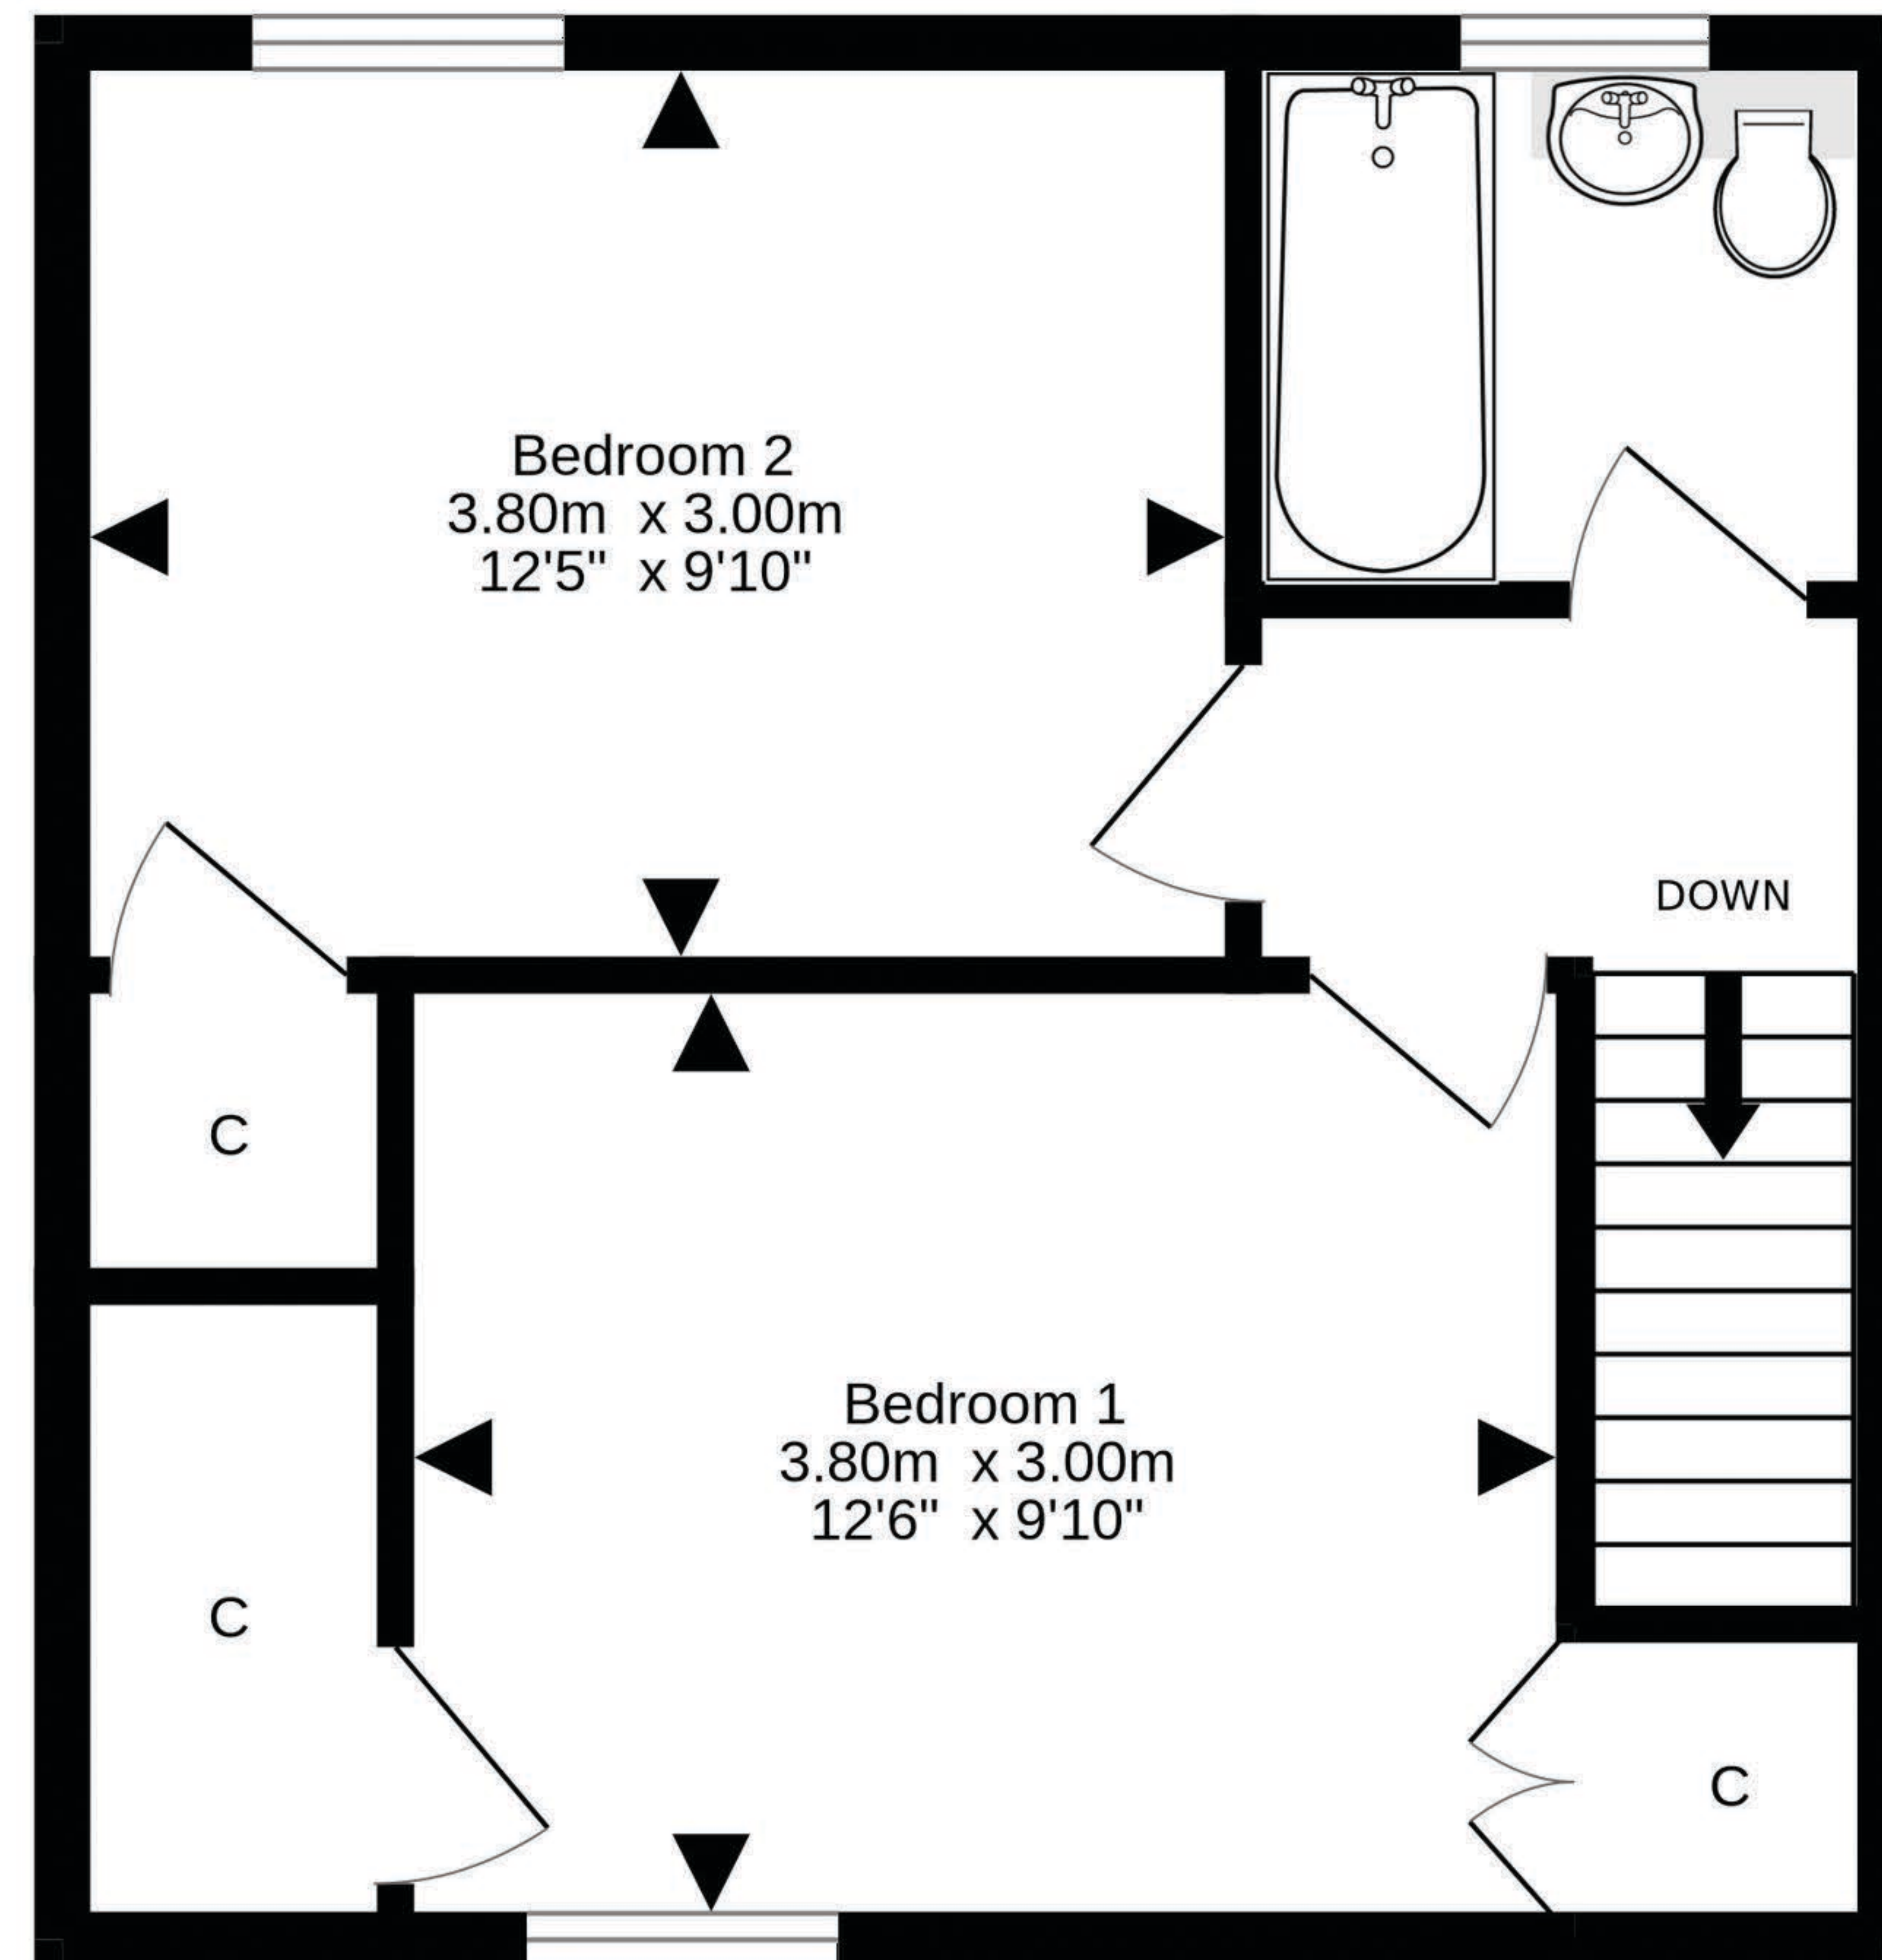 Bedroom 2
3.80m x 3.00m
12'5" x 9'10"
DOWN
C
Bedroom 1
3.80m x 3.00m
12'6" x 9'10"
C
C